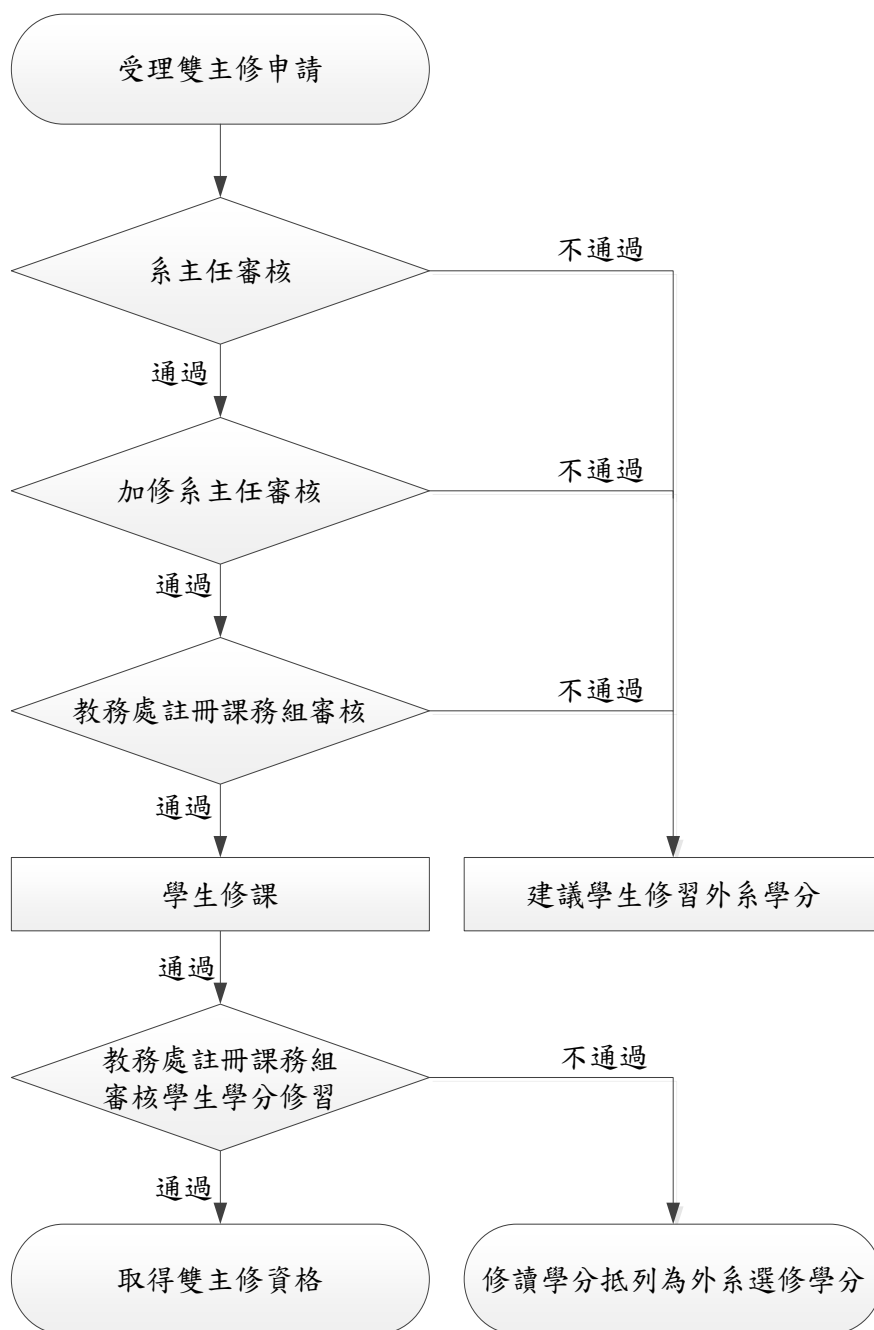 受理雙主修申請
系主任審核
不通過
通過
加修系主任審核
不通過
通過
教務處註冊課務組審核
不通過
通過
學生修課
建議學生修習外系學分
通過
教務處註冊課務組
審核學生學分修習
不通過
通過
取得雙主修資格
修讀學分抵列為外系選修學分